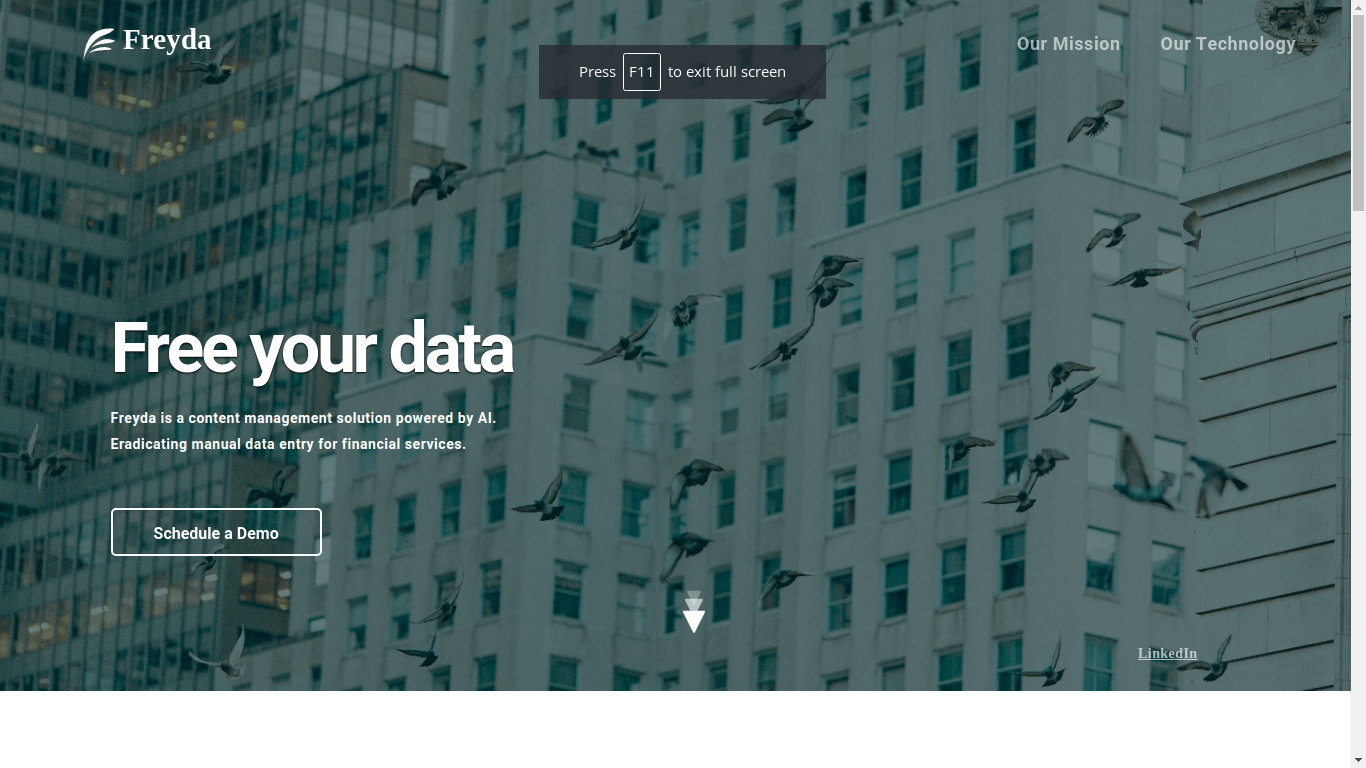 Freyda
Our Mission
Our Technology
Press F11 to exit full screen
Free your data
Freyda is a content management solution powered by AI.
Eradicating manual data entry for financial services.
Schedule a Demo
LinkedIn